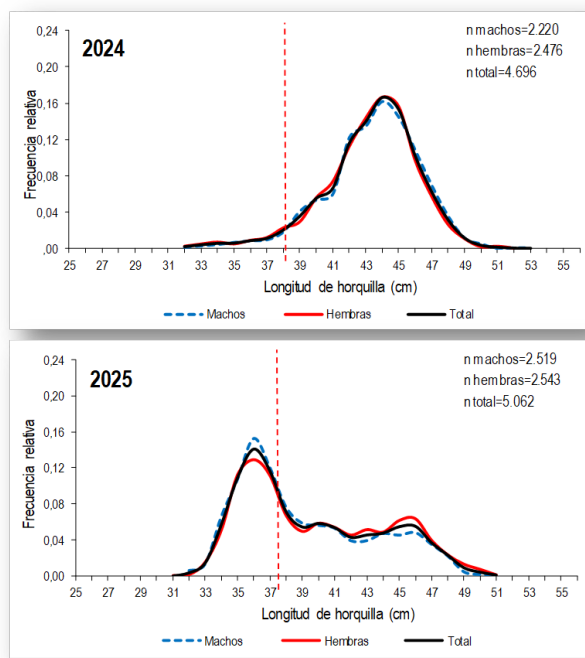 2024
n machos=2.220
n hembras=2.476
n total=4.696
Frecuencia relativa
0,24
0,20
0,16
0,12
0,08
0,04
0,00
25 27 29 31 33 35 37 39 41 43 45 47 49 51 53 55
Longitud de horquilla (cm)
Machos Hembras Total
2025
n machos=2.519
n hembras=2.543
n total=5.062
Frecuencia relativa
0,24
0,20
0,16
0,12
0,08
0,04
0,00
25 27 29 31 33 35 37 39 41 43 45 47 49 51 53 55
Longitud de horquilla (cm)
Machos Hembras Total